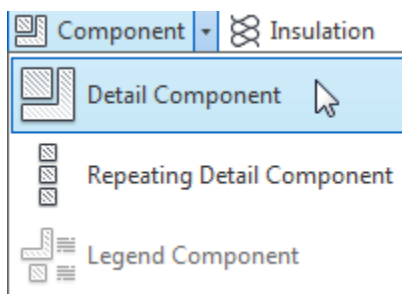 Component Insulation
Detail Component
Repeating Detail Component
Legend Component